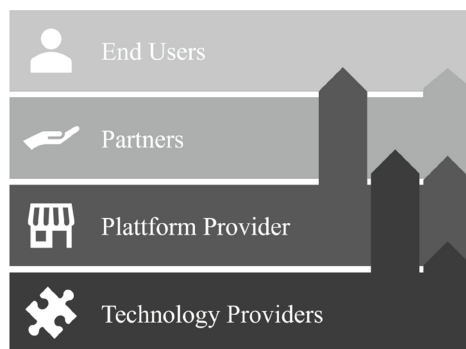 End Users
Partners
Plattform Provider
Technology Providers